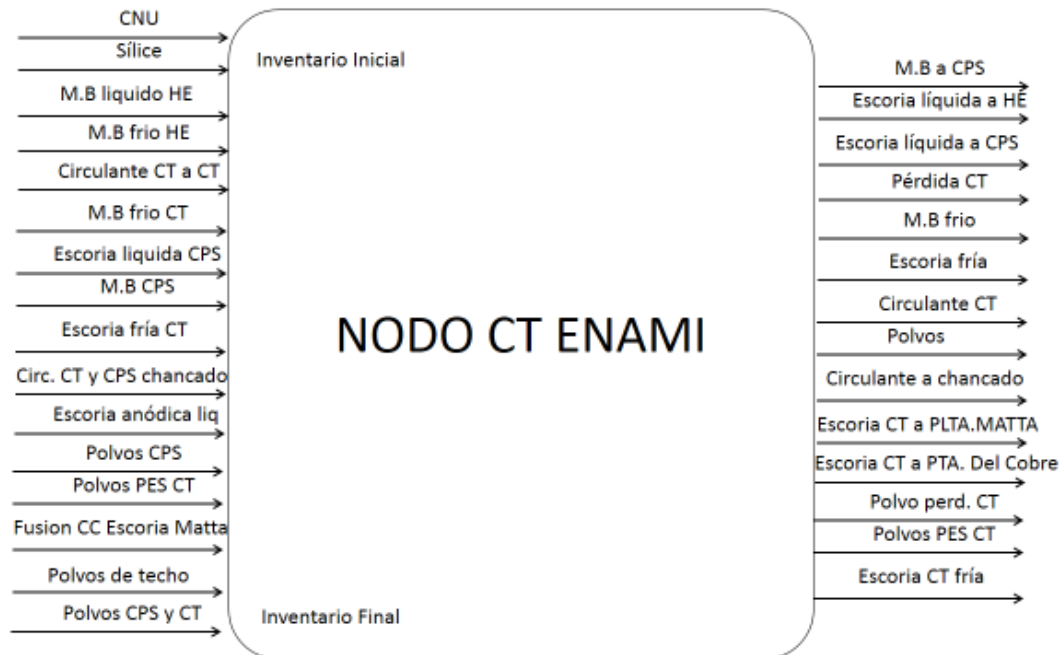 CNU
Sílice
M.B liquido HE
M.B frio HE
Circulante CT a CT
M.B frio CT
Escoria liquida CPS
M.B CPS
Escoria fría CT
Circ. CT y CPS chancado
Escoria anódica liq
Polvos CPS
Polvos PES CT
Fusion CC Escoria Matta
Polvos de techo
Polvos CPS y CT
Inventario Inicial
NODO CT ENAMI
Inventario Final
M.B a CPS
Escoria líquida a HE
Escoria líquida a CPS
Pérdida CT
M.B frio
Escoria fría
Circulante CT
Polvos
Circulante a chancado
Escoria CT a PLTA.MATTA
Escoria CT a PTA. Del Cobre
Polvo perd. CT
Polvos PES CT
Escoria CT fría